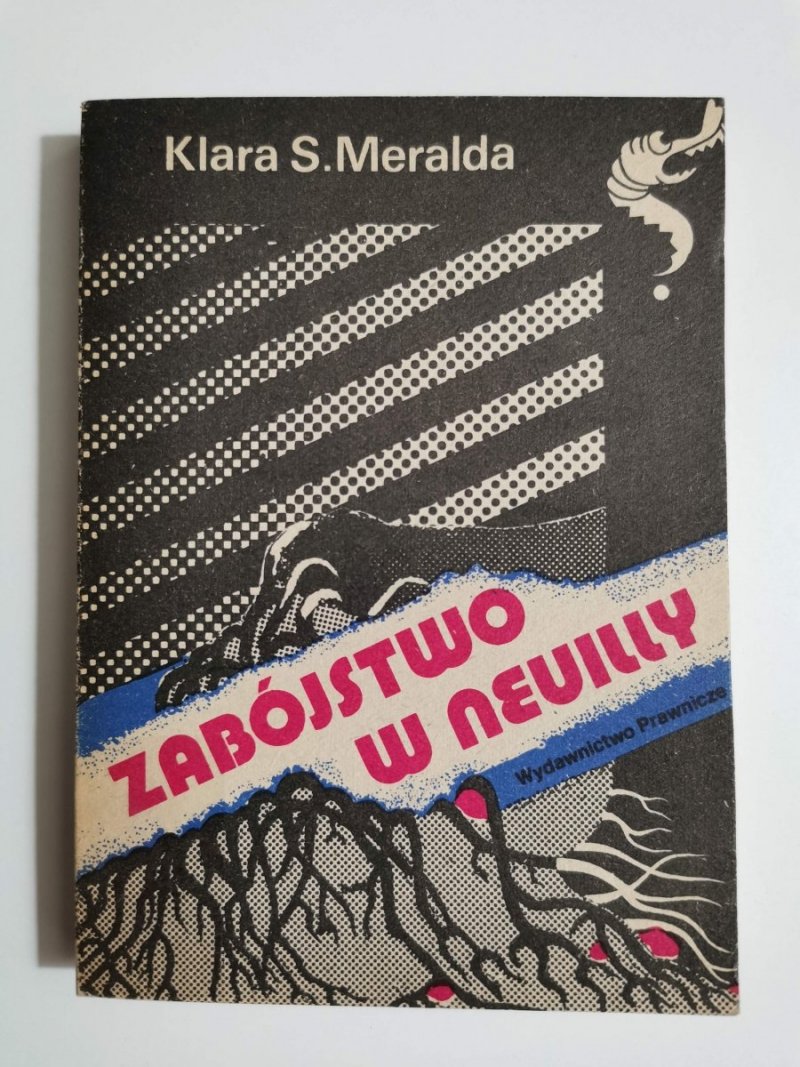 Klara S. Meralda
ZABÓJSTWO
W NEUILLY
Wydawnictwo Prawnicze